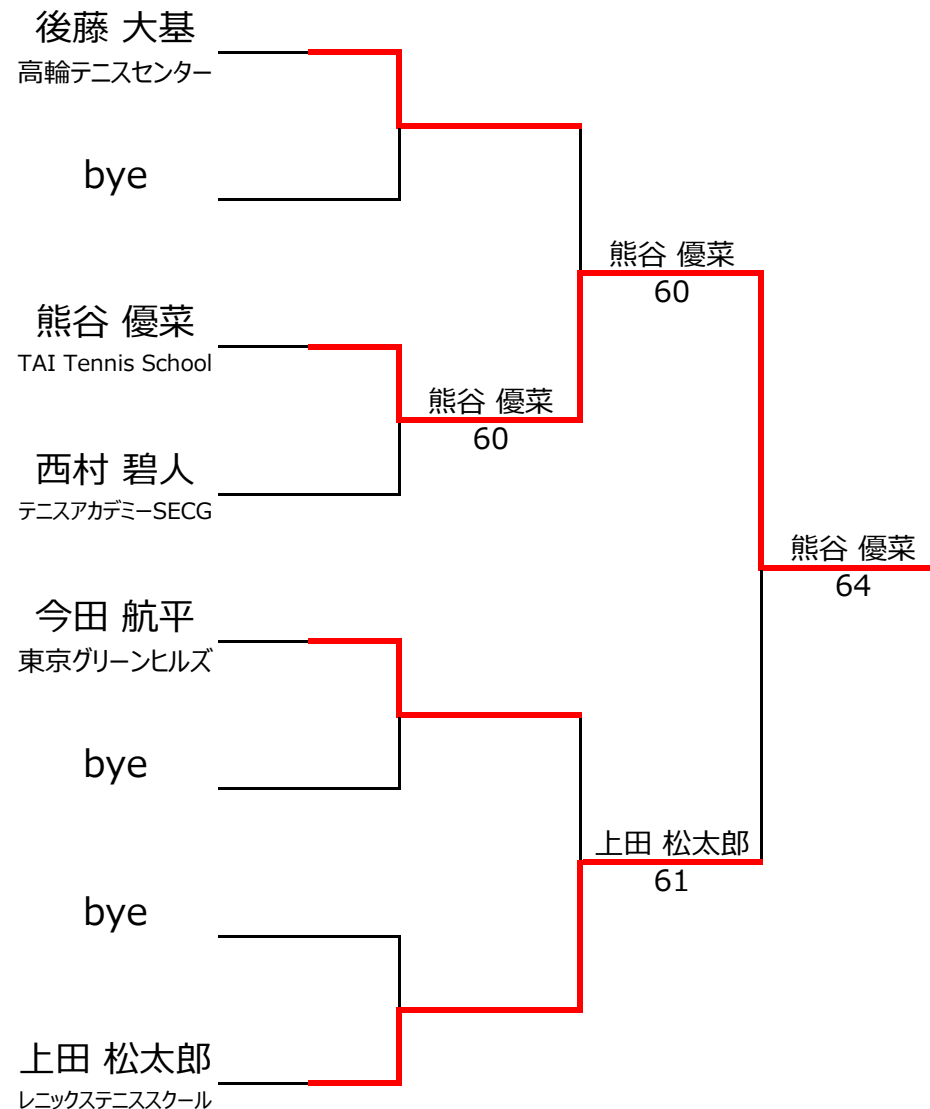 後藤 大基
高輪テニスセンター
bye
熊谷 優菜
60
熊谷 優菜
TAI Tennis School
熊谷 優菜
60
西村 碧人
テニスアカデミーSECG
熊谷 優菜
64
今田 航平
東京グリーンヒルズ
bye
上田 松太郎
61
bye
上田 松太郎
レニックステニススクール